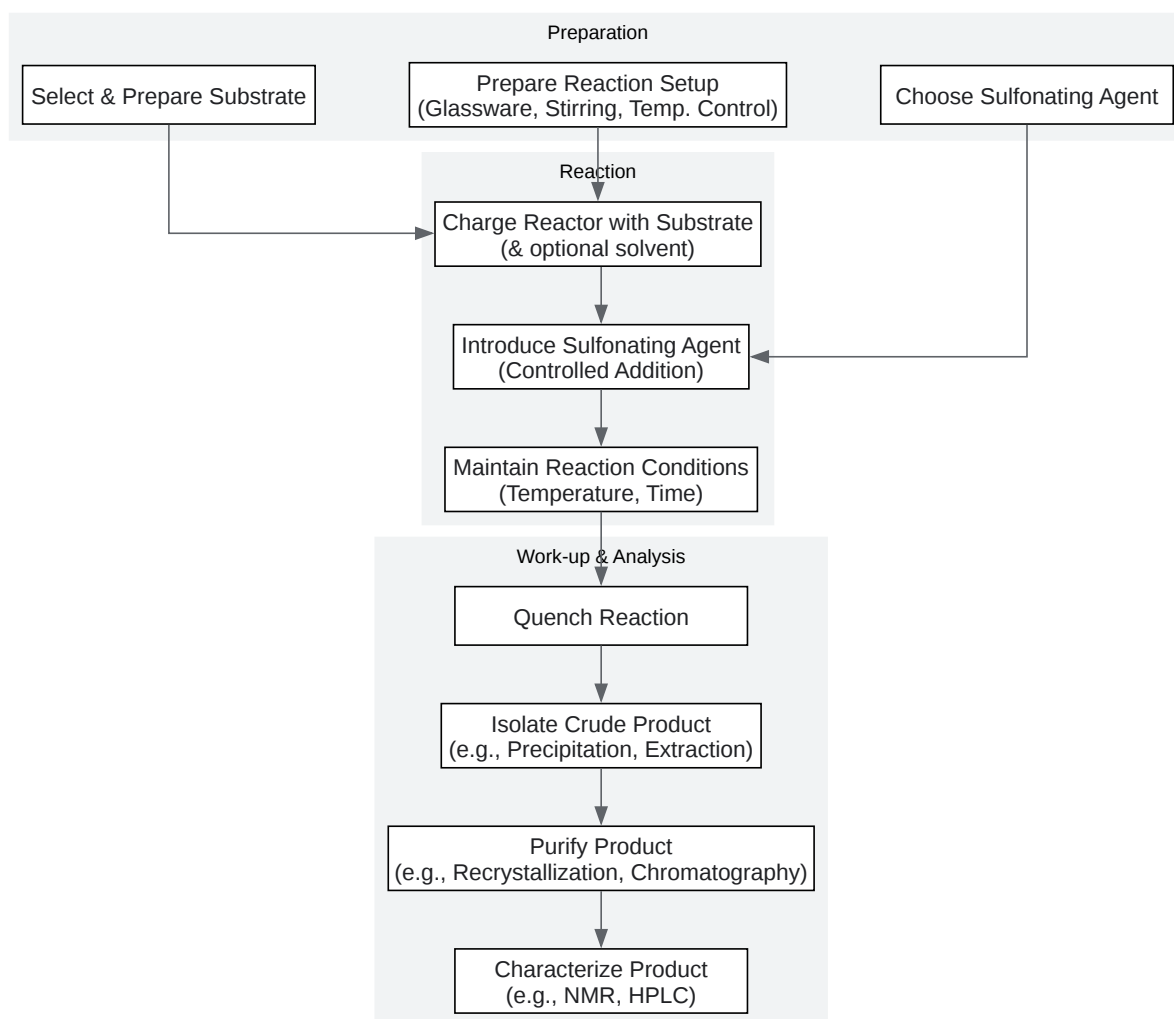 Preparation
Select & Prepare Substrate
Prepare Reaction Setup
(Glassware, Stirring, Temp. Control)
Choose Sulfonating Agent
Reaction
Charge Reactor with Substrate
(& optional solvent)
Introduce Sulfonating Agent
(Controlled Addition)
Maintain Reaction Conditions
(Temperature, Time)
Work-up & Analysis
Quench Reaction
Isolate Crude Product
(e.g., Precipitation, Extraction)
Purify Product
(e.g., Recrystallization, Chromatography)
Characterize Product
(e.g., NMR, HPLC)